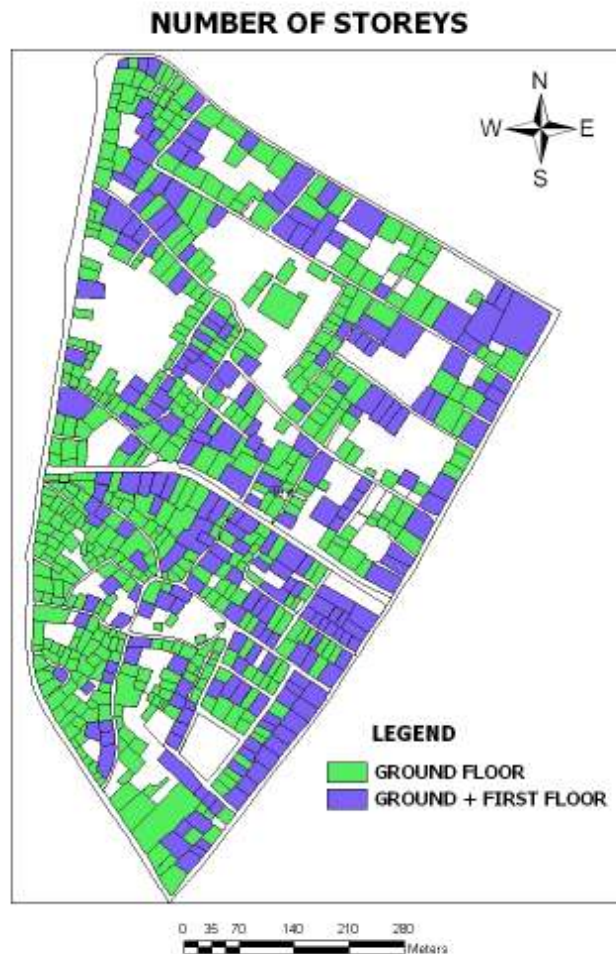 NUMBER OF STOREYS
N
W E
S
LEGEND
GROUND FLOOR
GROUND + FIRST FLOOR
0 35 70 140 210 280
Meters